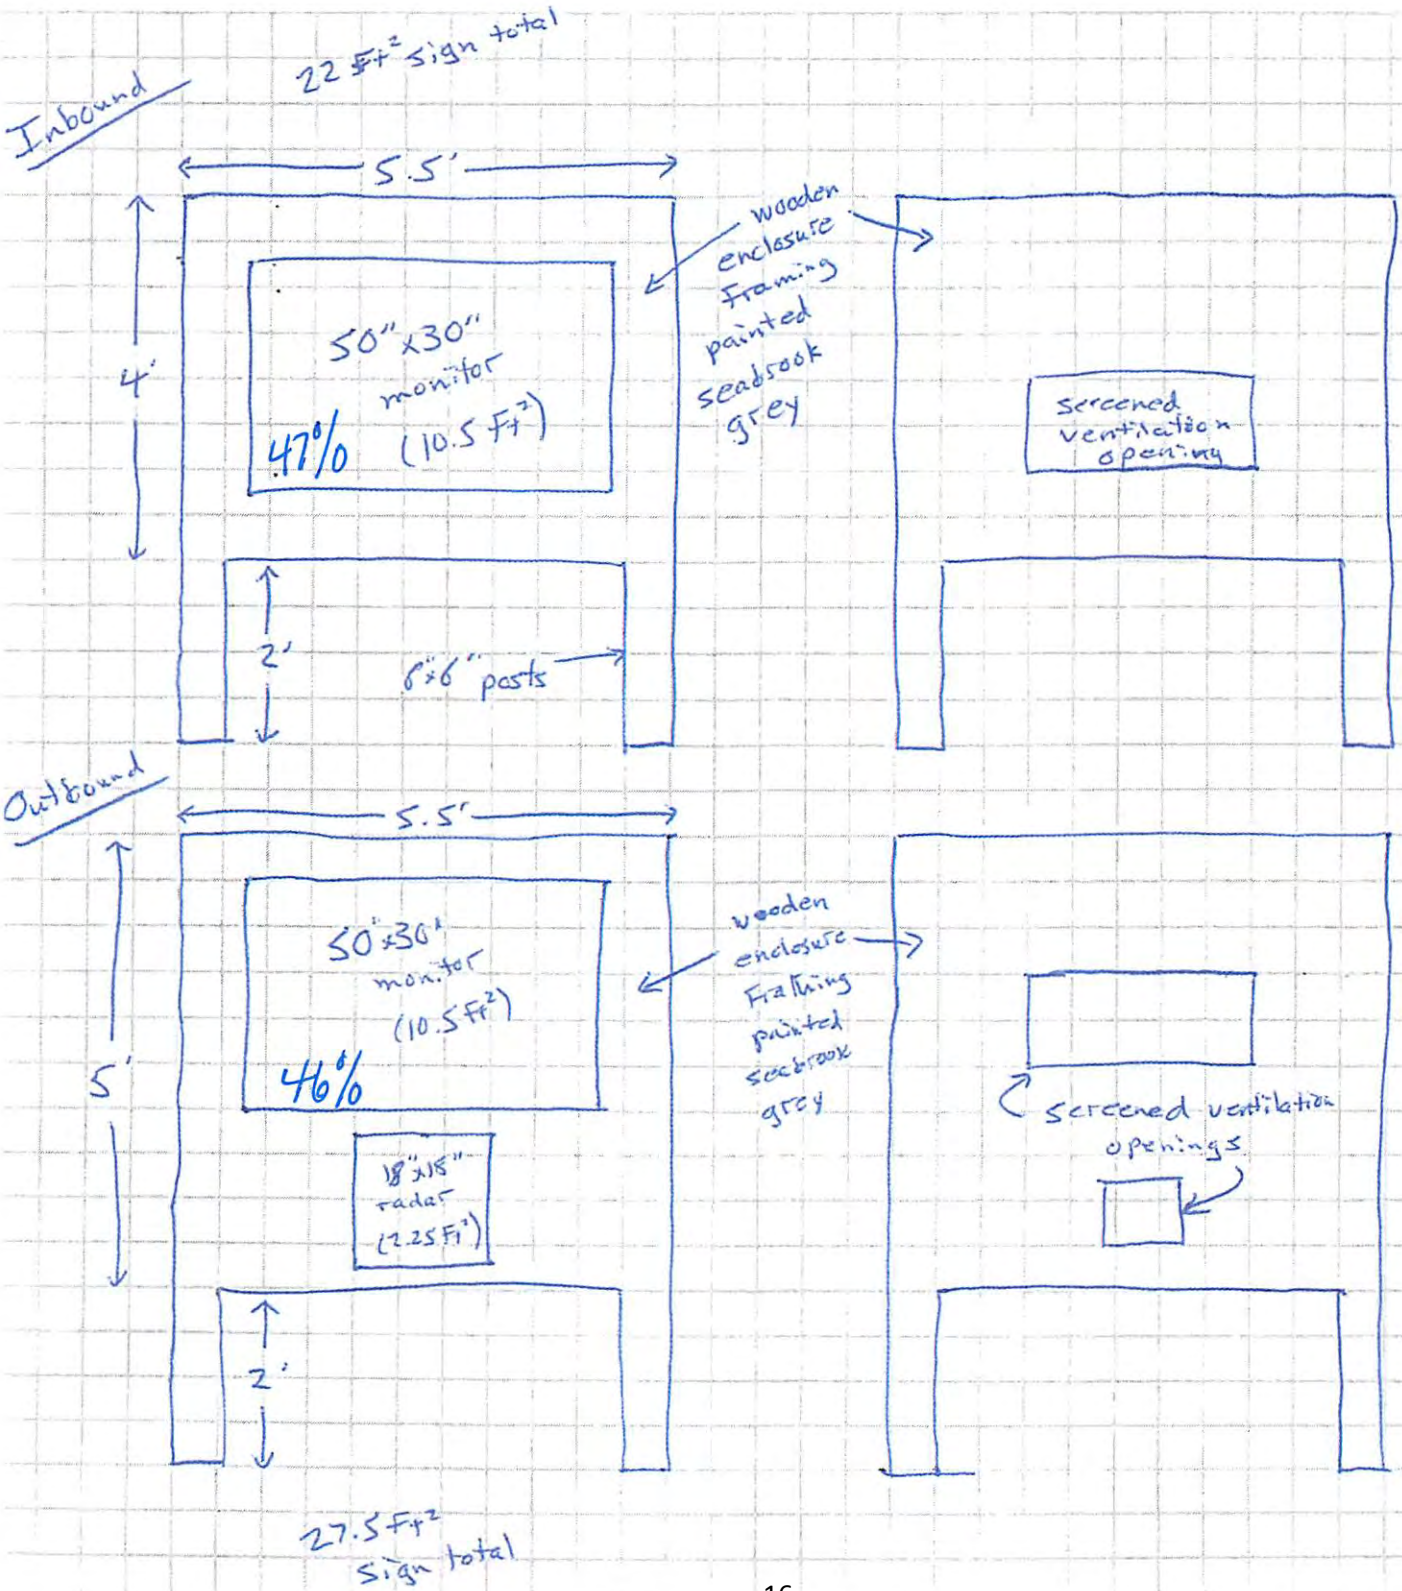 22 Ft² sign total
Inbound
5.5'
4'
50"x30"
monitor
(10.5 Ft²)
47%
wooden
enclosure
Framing
painted
seabrook
grey
screened
ventilation
opening
2'
6"x6" posts
Outbound
5.5'
5'
50"x30"
monitor
(10.5 Ft²)
46%
18"x18"
radar
(2.25 Ft²)
wooden
enclosure
Framing
painted
seabrook
grey
screened ventilation
openings
2'
27.5 Ft²
sign total
16